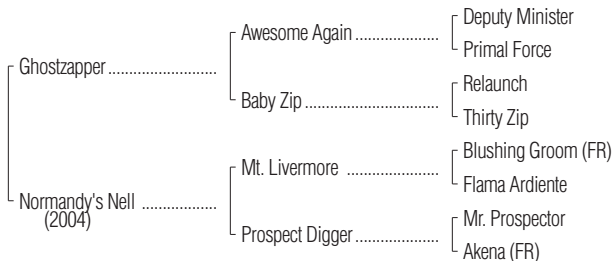 Deputy Minister
Awesome Again ....................
Primal Force
Ghostzapper ..........................
Relaunch
Baby Zip ................................
Thirty Zip
Blushing Groom (FR)
Mt. Livermore ......................
Flama Ardiente
Normandy's Nell ..................
(2004)
Mr. Prospector
Prospect Digger ....................
Akena (FR)